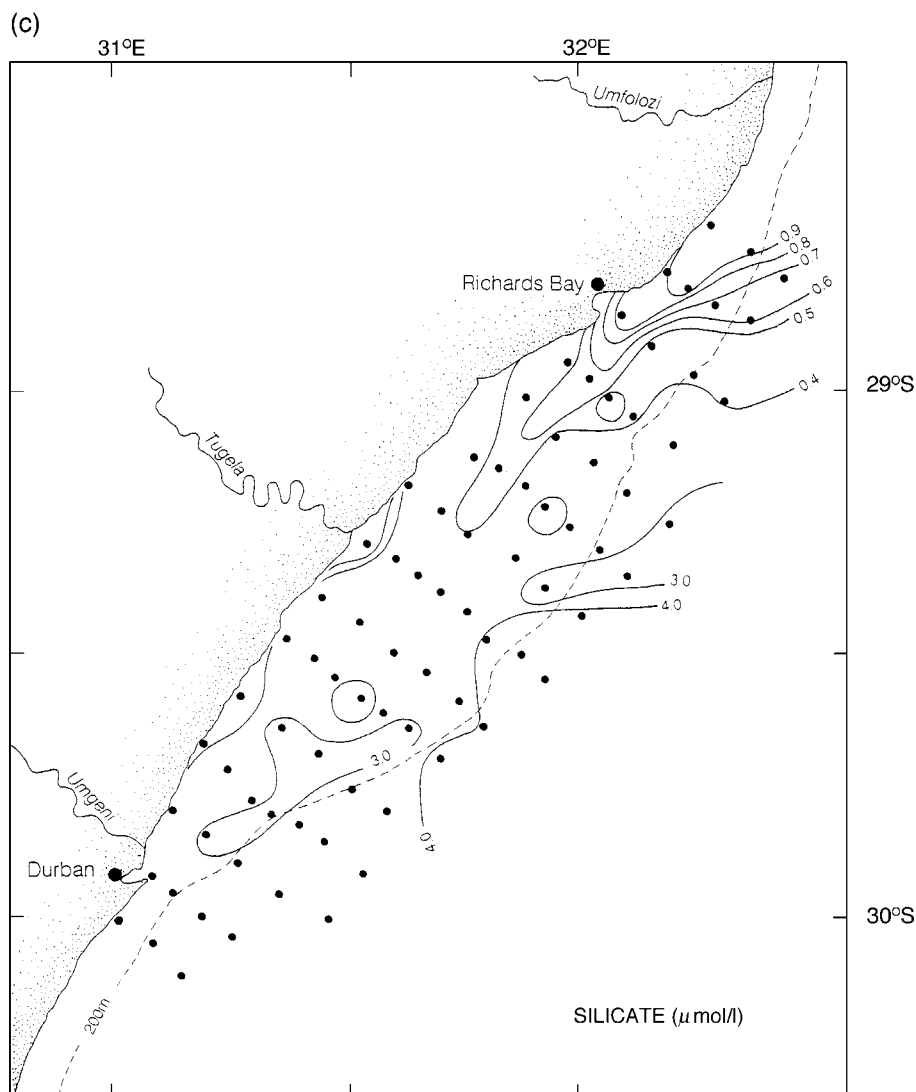 (c)
31°E
32°E
Umfolozi
0.9
0.8
0.7
Richards Bay
0.6
0.5
29°S
0.4
Tugela
3.0
4.0
3.0
Umgeni
4.0
Durban
30°S
200m
SILICATE (μ mol/l)